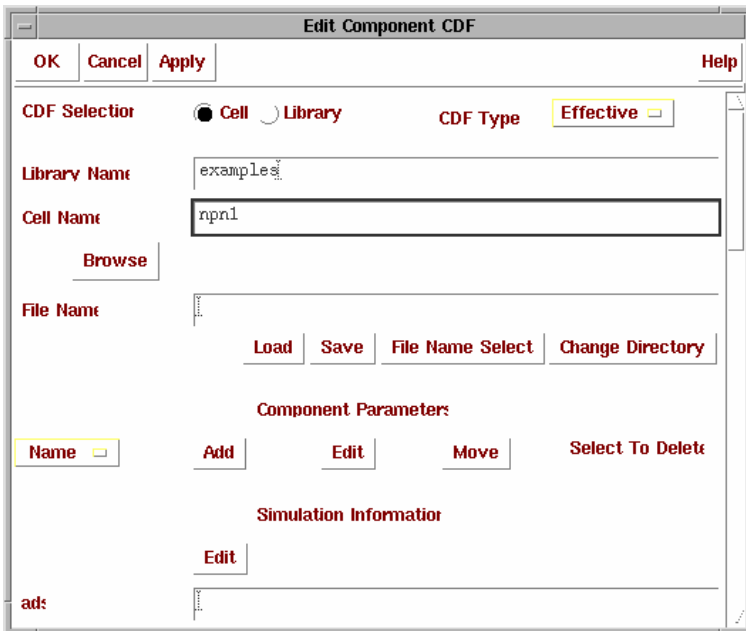 Edit Component CDF
OK Cancel Apply Help
CDF Selection Cell Library CDF Type Effective
Library Name examples
Cell Name npn1
Browse
File Name
Load Save File Name Select Change Directory
Component Parameters
Name Add Edit Move Select To Delete
Simulation Information
Edit
ads